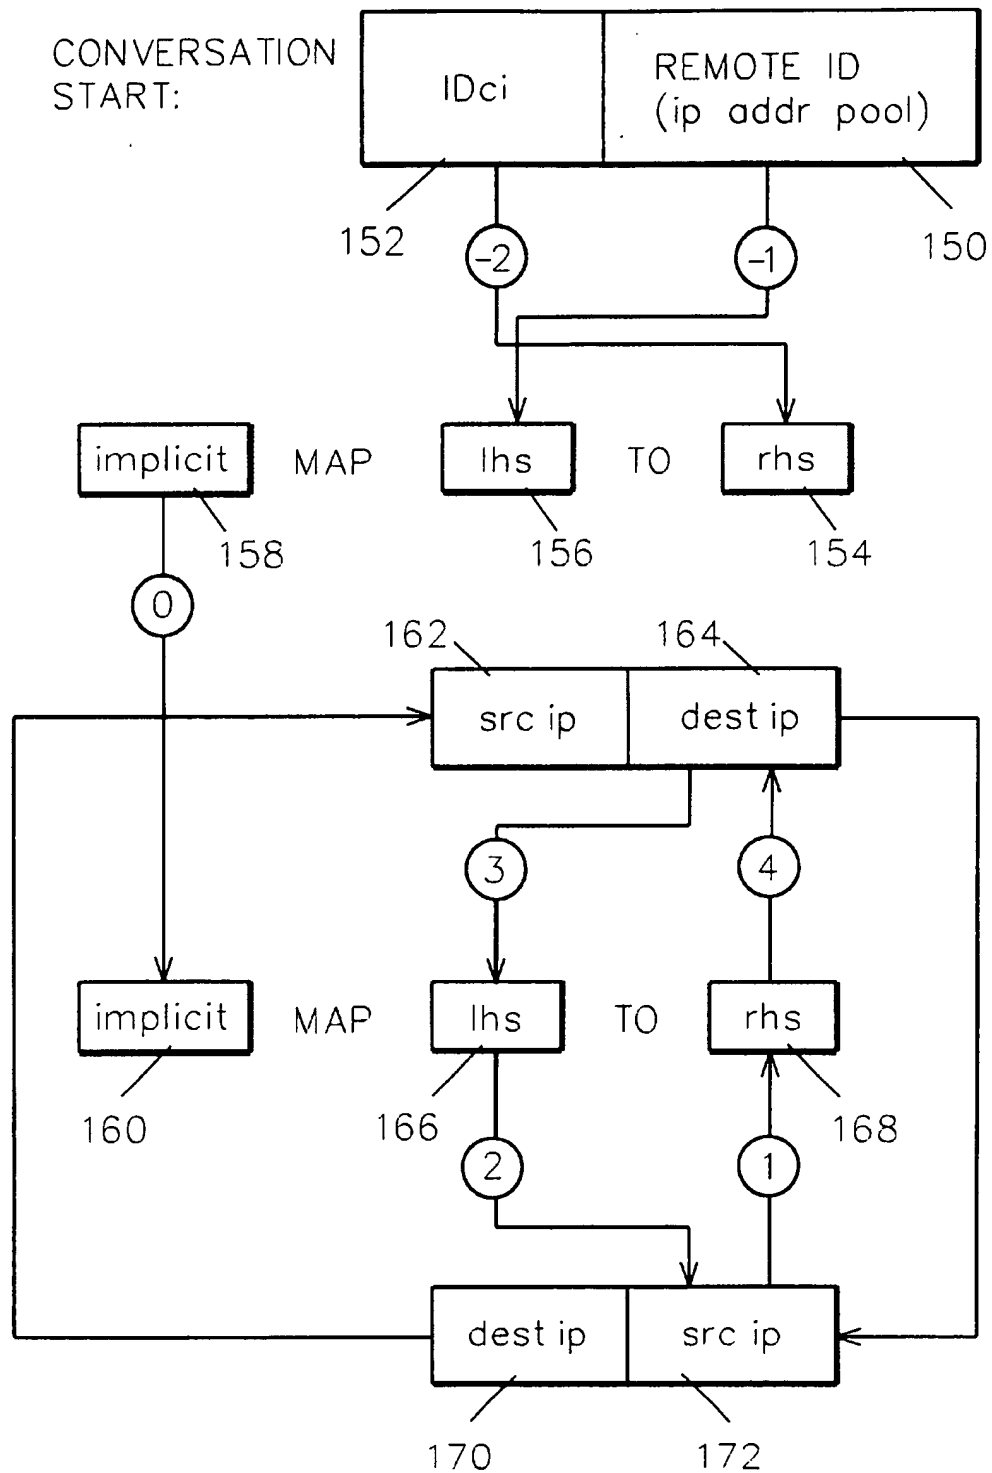 CONVERSATION
START:
IDci
REMOTE ID
(ip addr pool)
152
150
-2
-1
implicit MAP lhs TO rhs
158
156
154
0
162
164
src ip
dest ip
3
4
implicit MAP lhs TO rhs
160
166
168
2
1
dest ip
src ip
170
172